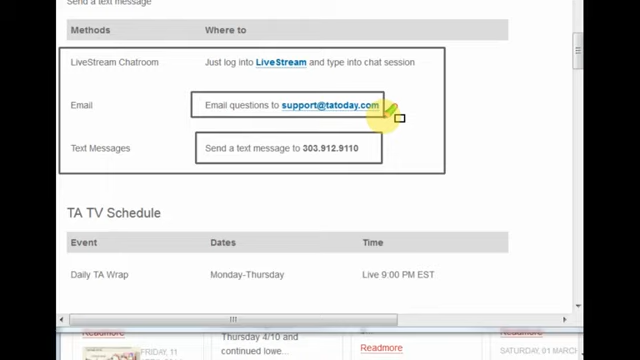 Send a text message
Methods Where to
LiveStream Chatroom Just log into LiveStream and type into chat session
Email Email questions to support@tatoday.com
Text Messages Send a text message to 303.912.9110
TA TV Schedule
Event Dates Time
Daily TA Wrap Monday-Thursday Live 9:00 PM EST
Readmore
FRIDAY, 11
Thursday 4/10 and
continued lowe...
Readmore
Readmore
SATURDAY, 01 MARC